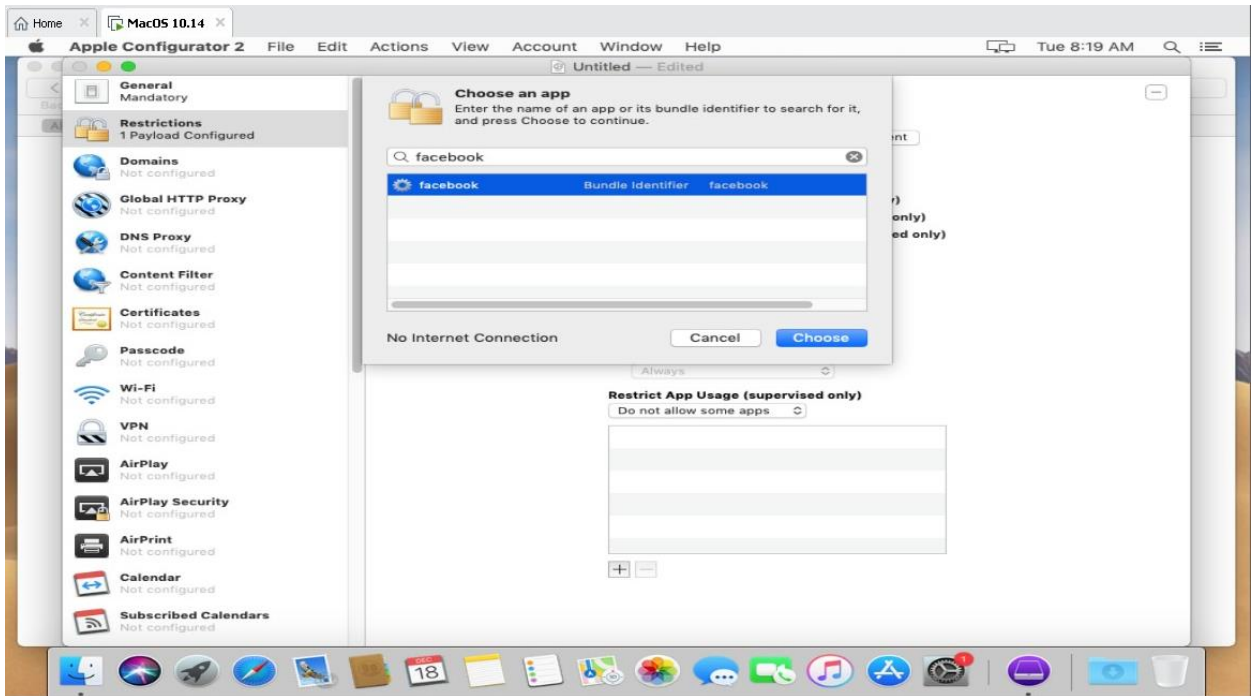 Home
MacOS 10.14
Apple Configurator 2 File Edit Actions View Account Window Help Tue 8:19 AM
Untitled — Edited
General
Mandatory
Restrictions
1 Payload Configured
Domains
Not configured
Global HTTP Proxy
Not configured
DNS Proxy
Not configured
Content Filter
Not configured
Certificates
Not configured
Passcode
Not configured
Wi-Fi
Not configured
VPN
Not configured
AirPlay
Not configured
AirPlay Security
Not configured
AirPrint
Not configured
Calendar
Not configured
Subscribed Calendars
Not configured
Choose an app
Enter the name of an app or its bundle identifier to search for it,
and press Choose to continue.
facebook
facebook Bundle Identifier facebook
No Internet Connection Cancel Choose
nt
only)
ed only)
Always
Restrict App Usage (supervised only)
Do not allow some apps
DEC
18
1